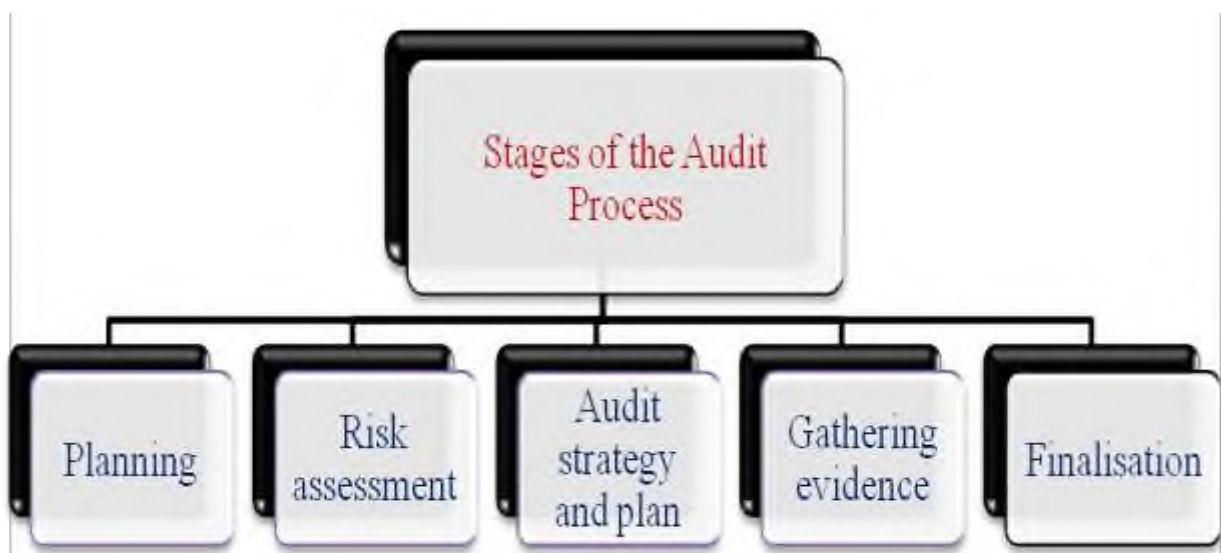 Stages of the Audit
Process
Planning
Risk
assessment
Audit
strategy
and plan
Gathering
evidence
Finalisation